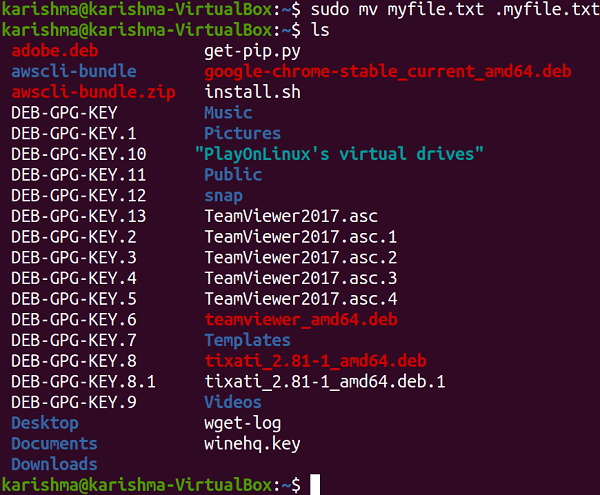 karishma@karishma-VirtualBox:~$ sudo mv myfile.txt .myfile.txt
karishma@karishma-VirtualBox:~$ ls
adobe.deb get-pip.py
awscli-bundle google-chrome-stable_current_amd64.deb
awscli-bundle.zip install.sh
DEB-GPG-KEY Music
DEB-GPG-KEY.1 Pictures
DEB-GPG-KEY.10 "PlayOnLinux's virtual drives"
DEB-GPG-KEY.11 Public
DEB-GPG-KEY.12 snap
DEB-GPG-KEY.13 TeamViewer2017.asc
DEB-GPG-KEY.2 TeamViewer2017.asc.1
DEB-GPG-KEY.3 TeamViewer2017.asc.2
DEB-GPG-KEY.4 TeamViewer2017.asc.3
DEB-GPG-KEY.5 TeamViewer2017.asc.4
DEB-GPG-KEY.6 teamviewer_amd64.deb
DEB-GPG-KEY.7 Templates
DEB-GPG-KEY.8 tixati_2.81-1_amd64.deb
DEB-GPG-KEY.8.1 tixati_2.81-1_amd64.deb.1
DEB-GPG-KEY.9 Videos
Desktop wget-log
Documents winehq.key
Downloads
karishma@karishma-VirtualBox:~$